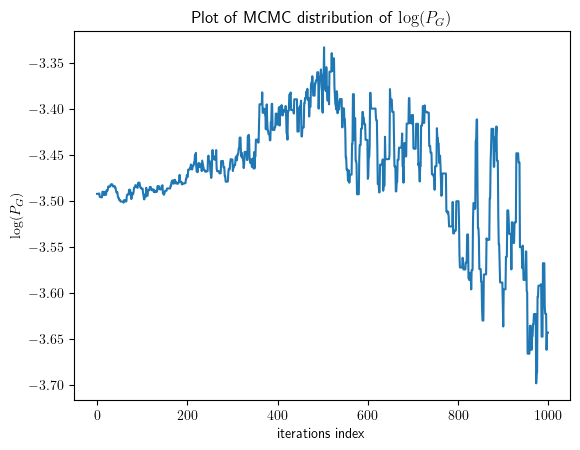 Plot of MCMC distribution of log(P_G)
log(P_G)
−3.35
−3.40
−3.45
−3.50
−3.55
−3.60
−3.65
−3.70
0 200 400 600 800 1000
iterations index